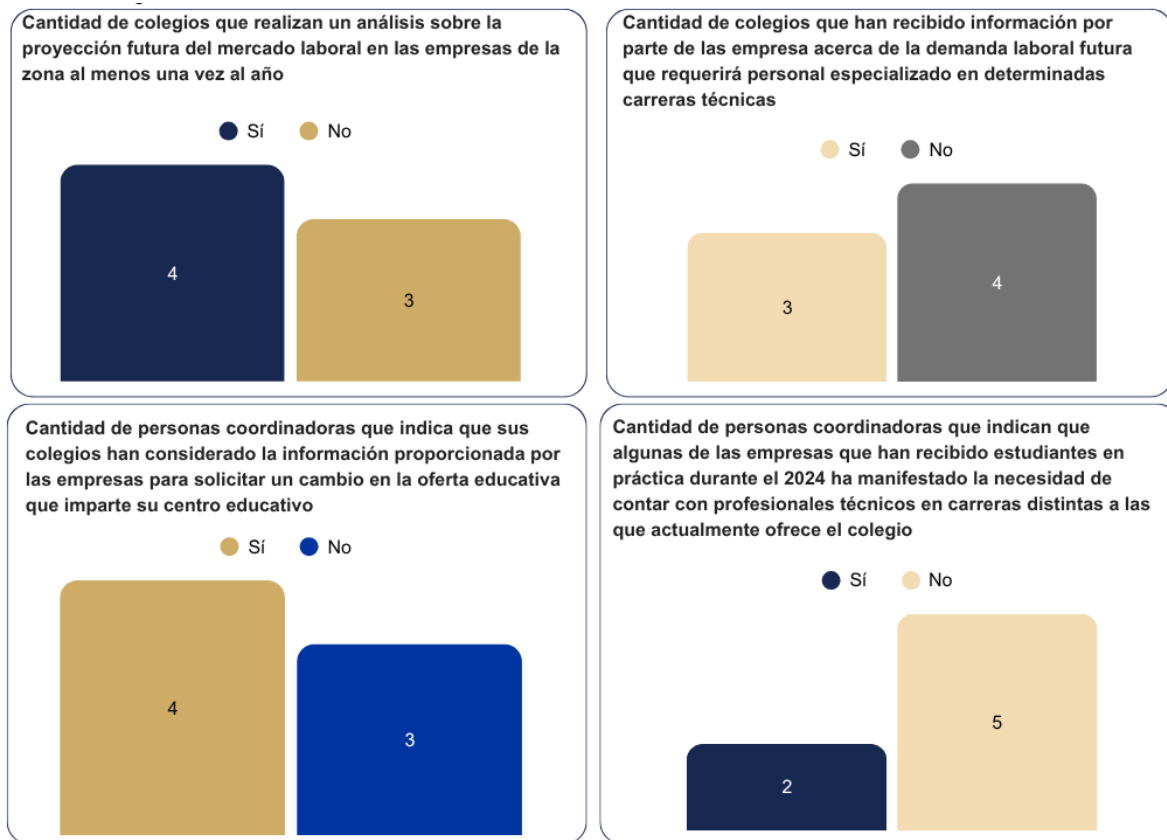 Cantidad de colegios que realizan un análisis sobre la
proyección futura del mercado laboral en las empresas de la
zona al menos una vez al año
Sí No
4
3
Cantidad de colegios que han recibido información por
parte de las empresa acerca de la demanda laboral futura
que requerirá personal especializado en determinadas
carreras técnicas
Sí No
3
4
Cantidad de personas coordinadoras que indica que sus
colegios han considerado la información proporcionada por
las empresas para solicitar un cambio en la oferta educativa
que imparte su centro educativo
Sí No
4
3
Cantidad de personas coordinadoras que indican que
algunas de las empresas que han recibido estudiantes en
práctica durante el 2024 ha manifestado la necesidad de
contar con profesionales técnicos en carreras distintas a las
que actualmente ofrece el colegio
Sí No
2
5